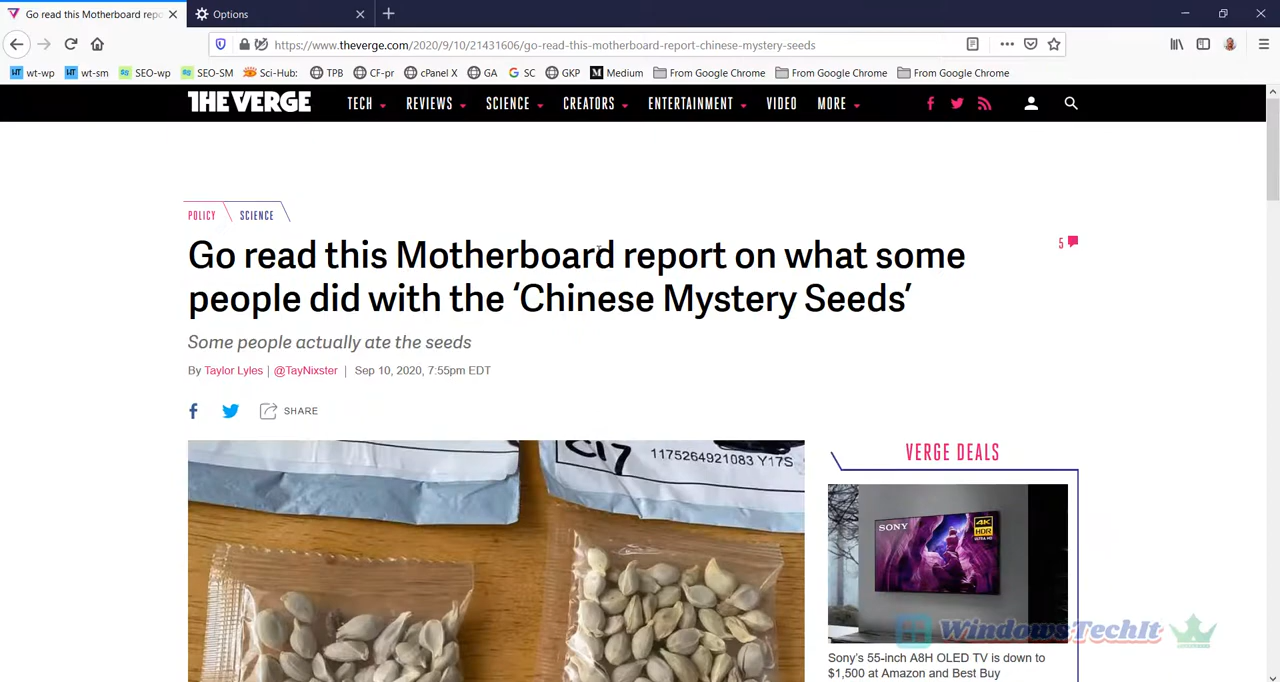 Go read this Motherboard repo
Options
https://www.theverge.com/2020/9/10/21431606/go-read-this-motherboard-report-chinese-mystery-seeds
wt-wp wt-sm SEO-wp SEO-SM Sci-Hub: TPB CF-pr cPanel X GA SC GKP Medium From Google Chrome From Google Chrome From Google Chrome
THE VERGE TECH REVIEWS SCIENCE CREATORS ENTERTAINMENT VIDEO MORE
POLICY SCIENCE
Go read this Motherboard report on what some
people did with the ‘Chinese Mystery Seeds’
5
Some people actually ate the seeds
By Taylor Lyles | @TayNixster | Sep 10, 2020, 7:55pm EDT
SHARE
C17 1175264921083 Y17S
VERGE DEALS
SONY
4K
HDR
ULTRA HD
WindowsTechIt
Sony’s 55-inch A8H OLED TV is down to
$1,500 at Amazon and Best Buy